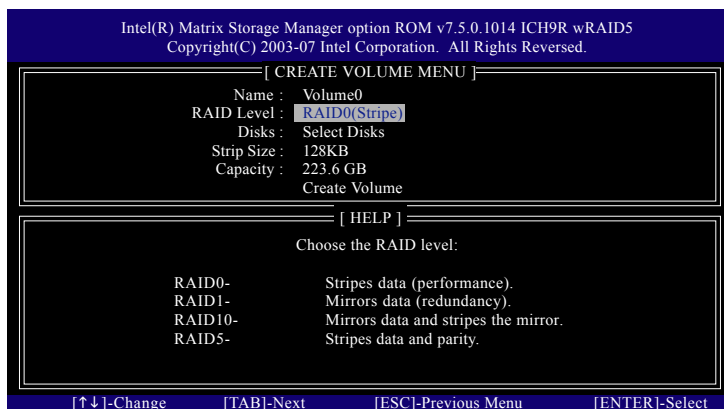 Intel(R) Matrix Storage Manager option ROM v7.5.0.1014 ICH9R wRAID5
Copyright(C) 2003-07 Intel Corporation.  All Rights Reversed.
[ CREATE VOLUME MENU ]
Name : Volume0
RAID Level : RAID0(Stripe)
Disks : Select Disks
Strip Size : 128KB
Capacity : 223.6 GB
Create Volume
[ HELP ]
Choose the RAID level:
RAID0- Stripes data (performance).
RAID1- Mirrors data (redundancy).
RAID10- Mirrors data and stripes the mirror.
RAID5- Stripes data and parity.
[↑↓]-Change [TAB]-Next [ESC]-Previous Menu [ENTER]-Select